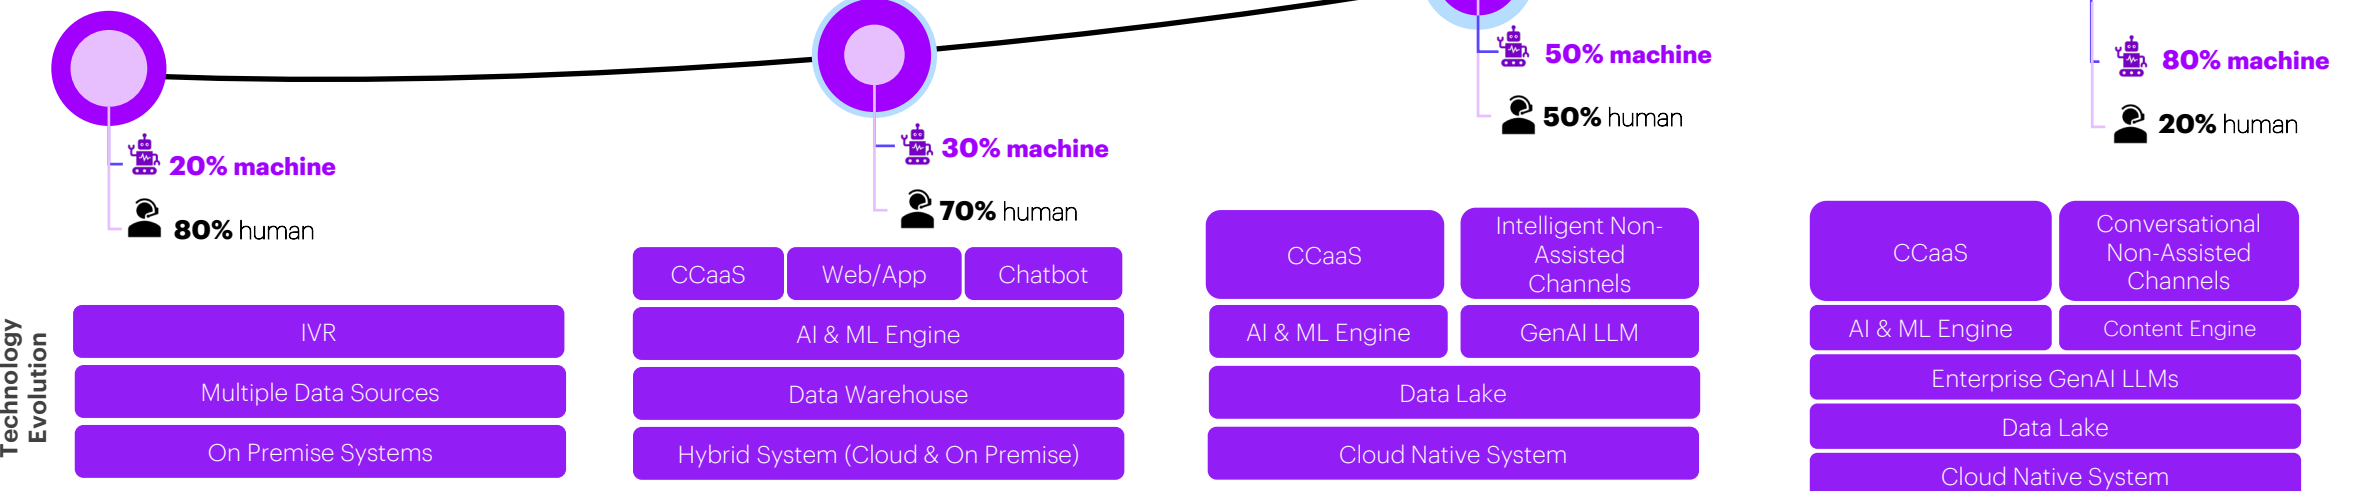 50% machine
80% machine
50% human
20% human
30% machine
20% machine
70% human
80% human
Technology
Evolution
IVR
Multiple Data Sources
On Premise Systems
CCaaS
Web/App
Chatbot
AI & ML Engine
Data Warehouse
Hybrid System (Cloud & On Premise)
CCaaS
Intelligent Non-
Assisted
Channels
AI & ML Engine
GenAI LLM
Data Lake
Cloud Native System
CCaaS
Conversational
Non-Assisted
Channels
AI & ML Engine
Content Engine
Enterprise GenAI LLMs
Data Lake
Cloud Native System